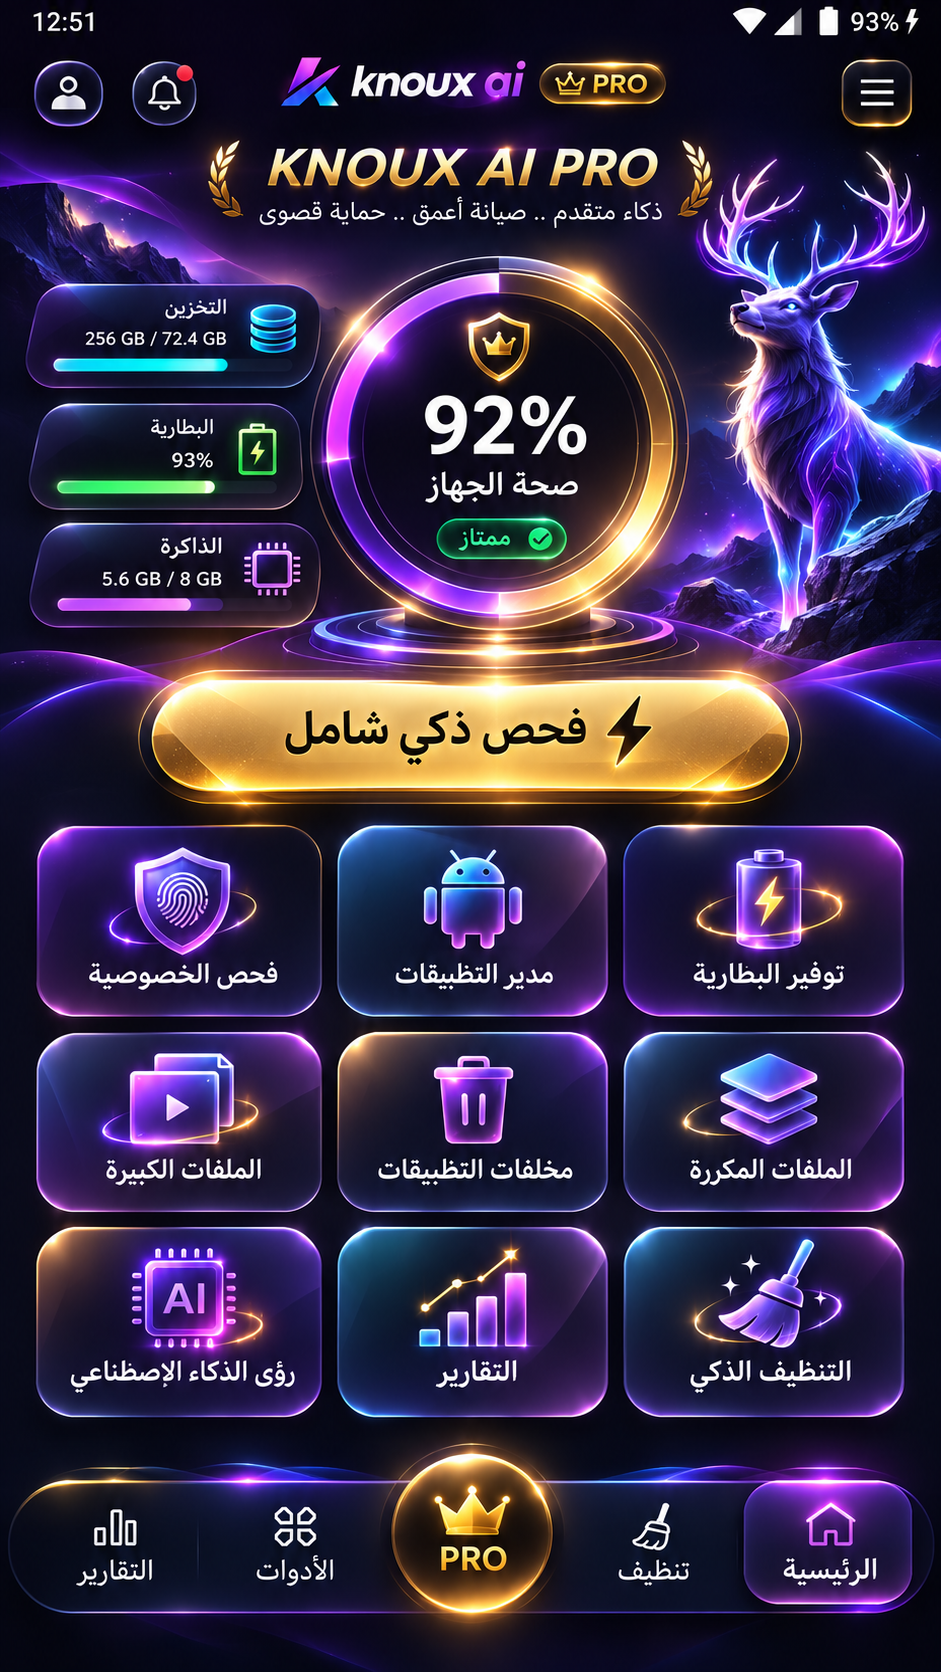 12:51
93%
knoux ai
PRO
KNOUX AI PRO
ذكاء متقدم .. صيانة أعمق .. حماية قصوى
التخزين
256 GB / 72.4 GB
البطارية
93%
الذاكرة
5.6 GB / 8 GB
92%
صحة الجهاز
ممتاز
فحص ذكي شامل
توفير البطارية
مدير التظبيقات
فحص الخصوصية
الملفات المكررة
مخلفات التظبيقات
الملفات الكبيرة
التنظيف الذكي
التقارير
AI
رؤى الذكاء الإصظناعي
الرئيسية
تنظيف
PRO
الأدوات
التقارير